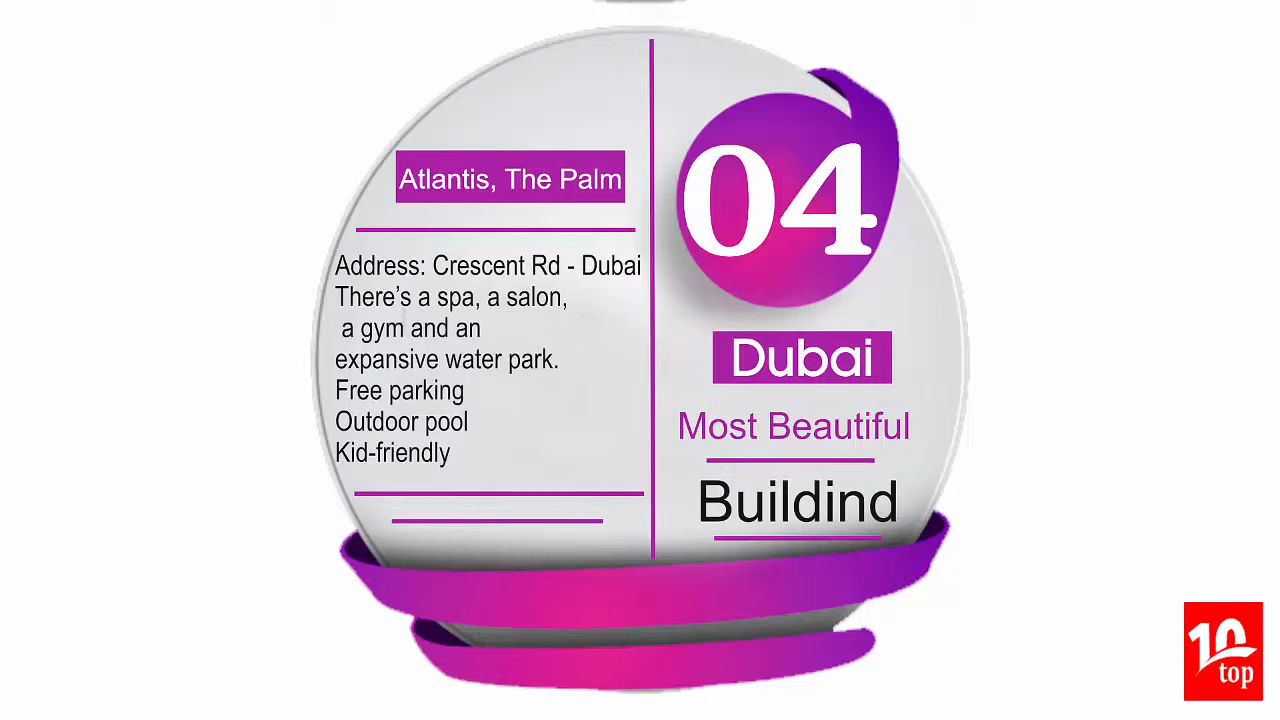 Atlantis, The Palm
Address: Crescent Rd - Dubai
There’s a spa, a salon,
a gym and an
expansive water park.
Free parking
Outdoor pool
Kid-friendly
04
Dubai
Most Beautiful
Buildind
10
top